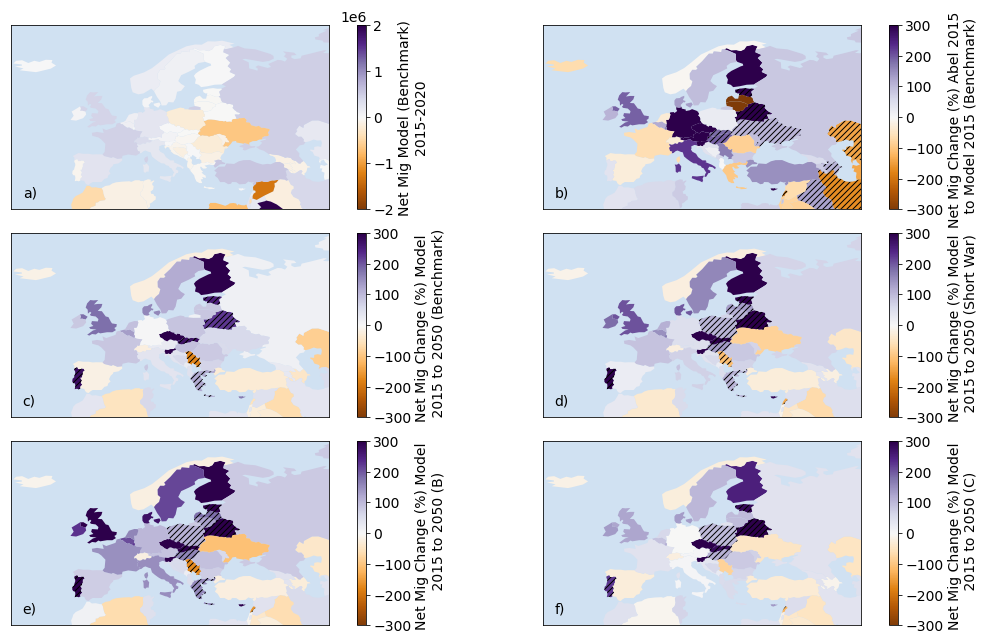 1e6
2
1
0
−1
−2
Net Mig Model (Benchmark)
2015-2020
a)
300
200
100
0
−100
−200
−300
Net Mig Change (%) Abel 2015
to Model 2015 (Benchmark)
b)
300
200
100
0
−100
−200
−300
Net Mig Change (%) Model
2015 to 2050 (Benchmark)
c)
300
200
100
0
−100
−200
−300
Net Mig Change (%) Model
2015 to 2050 (Short War)
d)
300
200
100
0
−100
−200
−300
Net Mig Change (%) Model
2015 to 2050 (B)
e)
300
200
100
0
−100
−200
−300
Net Mig Change (%) Model
2015 to 2050 (C)
f)